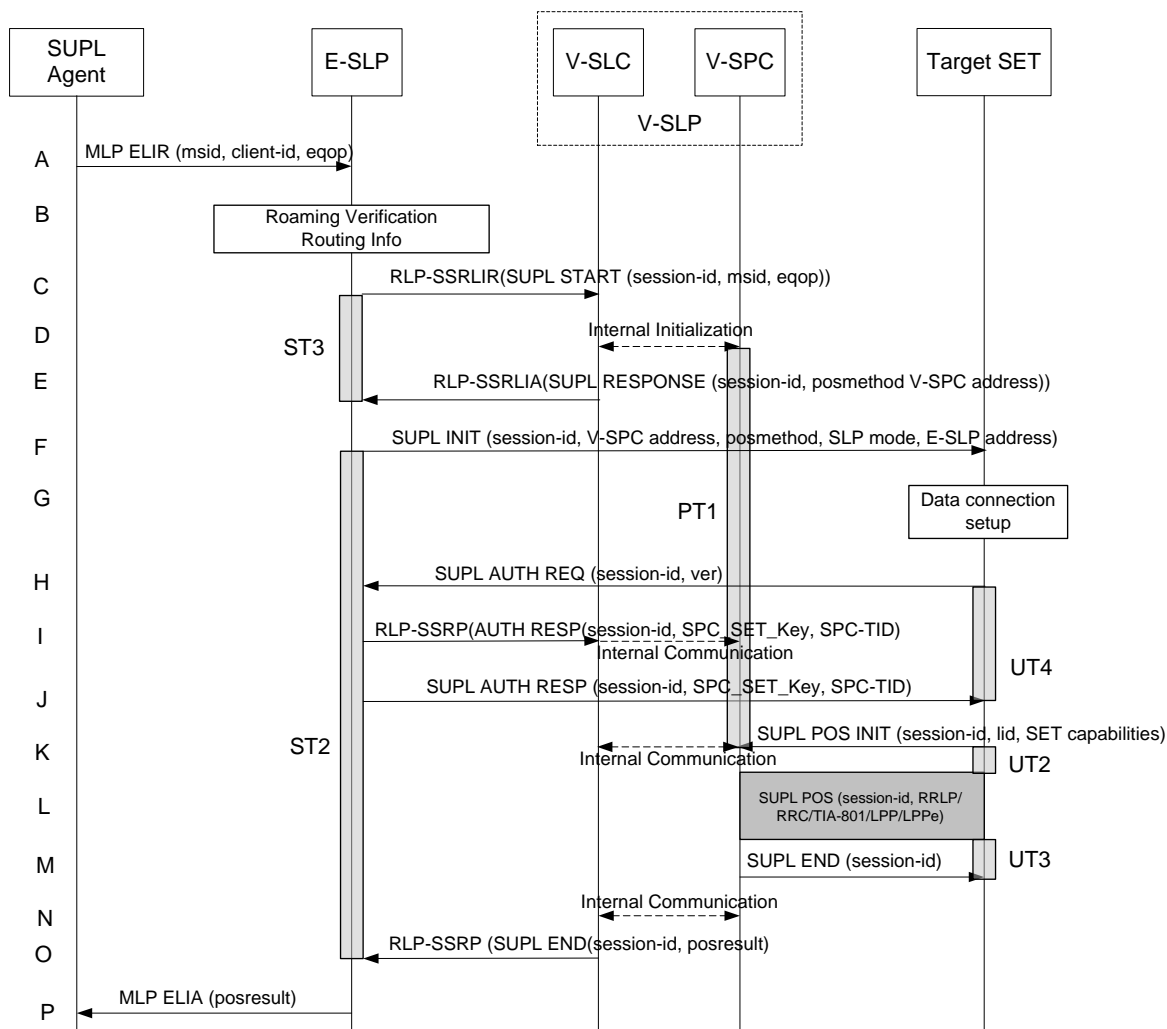 SUPL
Agent
E-SLP
V-SLC
V-SPC
Target SET
V-SLP
A
MLP ELIR (msid, client-id, eqop)
B
Roaming Verification
Routing Info
C
RLP-SSRLIR(SUPL START (session-id, msid, eqop))
D
Internal Initialization
ST3
E
RLP-SSRLIA(SUPL RESPONSE (session-id, posmethod V-SPC address))
F
SUPL INIT (session-id, V-SPC address, posmethod, SLP mode, E-SLP address)
G
Data connection
setup
PT1
H
SUPL AUTH REQ (session-id, ver)
I
RLP-SSRP(AUTH RESP(session-id, SPC_SET_Key, SPC-TID)
Internal Communication
UT4
J
SUPL AUTH RESP (session-id, SPC_SET_Key, SPC-TID)
ST2
K
SUPL POS INIT (session-id, lid, SET capabilities)
Internal Communication
UT2
L
SUPL POS (session-id, RRLP/
RRC/TIA-801/LPP/LPPe)
M
SUPL END (session-id)
UT3
N
Internal Communication
O
RLP-SSRP (SUPL END(session-id, posresult)
P
MLP ELIA (posresult)